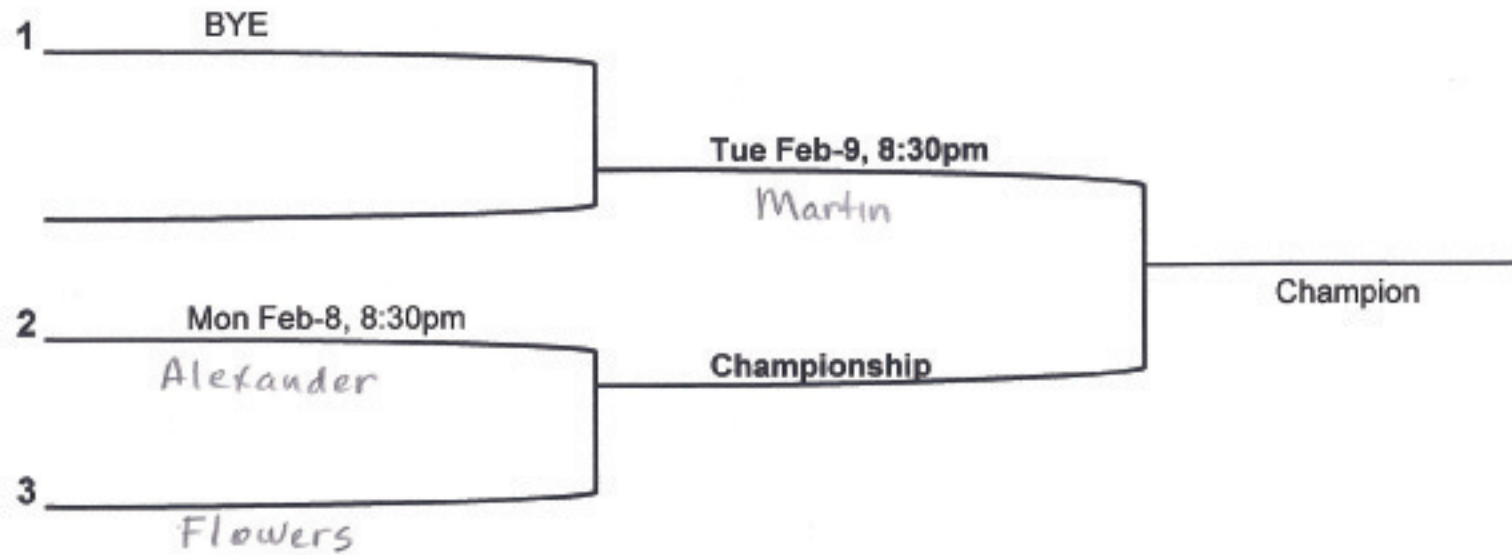 1 BYE
Tue Feb-9, 8:30pm
Martin
Champion
2 Mon Feb-8, 8:30pm
Alexander
Championship
3
Flowers